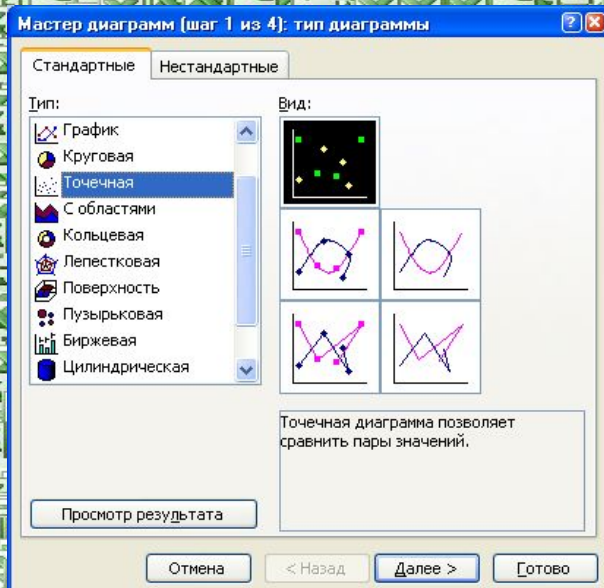 Мастер диаграмм (шаг 1 из 4): тип диаграммы
Стандартные Нестандартные
Тип:
График
Круговая
Точечная
С областями
Кольцевая
Лепестковая
Поверхность
Пузырьковая
Биржевая
Цилиндрическая
Вид:
Точечная диаграмма позволяет
сравнить пары значений.
Просмотр результата
Отмена < Назад Далее > Готово